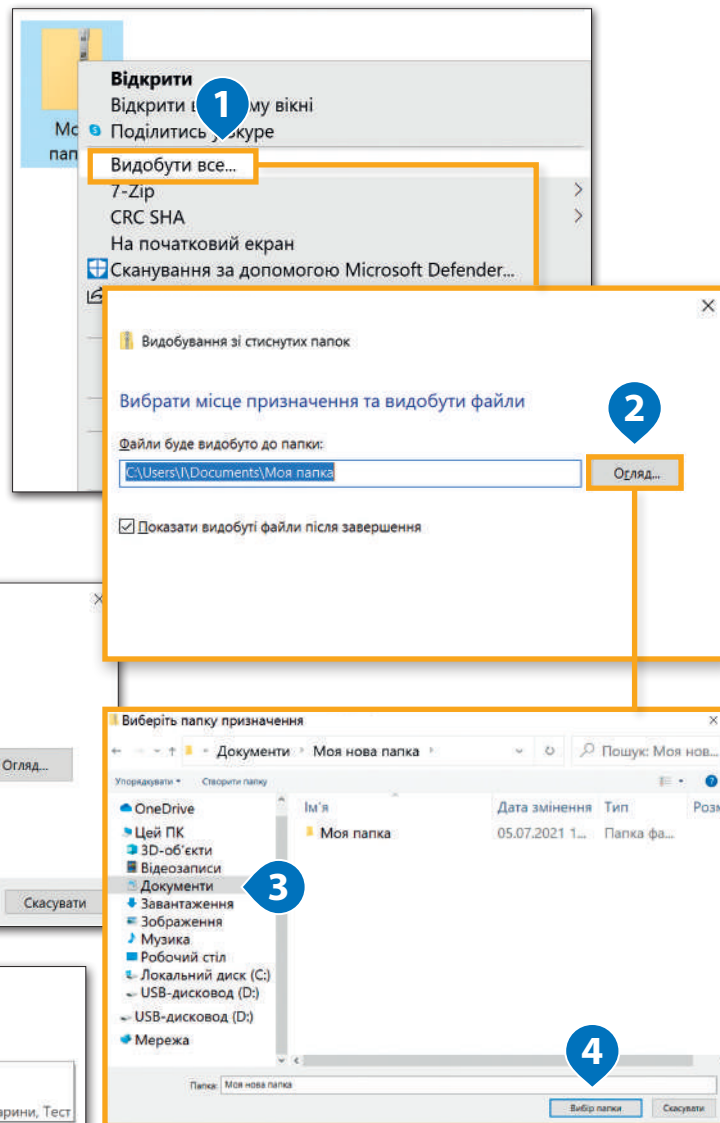 Відкрити
Відкрити в му вікні
1
Поділитись у Skype
Видобути все...
7-Zip
CRC SHA
На початковий екран
Сканування за допомогою Microsoft Defender...
Видобування зі стиснутих папок
Вибрати місце призначення та видобути файли
2
Файли буде видобуто до папки:
C:\Users\I\Documents\Моя папка
Огляд...
Показати видобуті файли після завершення
Огляд...
Скасувати
арини, Тест
Виберіть папку призначення
Документи Моя нова папка
Пошук: Моя нов...
Упорядкувати Створити папку
OneDrive
Цей ПК
3D-об'єкти
Відеозаписи
Документи
3
Завантаження
Зображення
Музика
Робочий стіл
Локальний диск (C:)
USB-дисковод (D:)
USB-дисковод (D:)
Мережа
Ім'я Дата змінення Тип Розм
Моя папка 05.07.2021 1... Папка фа...
4
Папка: Моя нова папка
Вибір папки Скасувати